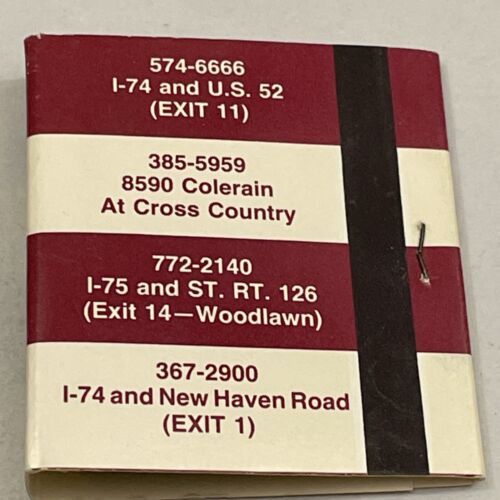 574-6666
I-74 and U.S. 52
(EXIT 11)
385-5959
8590 Colerain
At Cross Country
772-2140
I-75 and ST. RT. 126
(Exit 14—Woodlawn)
367-2900
I-74 and New Haven Road
(EXIT 1)